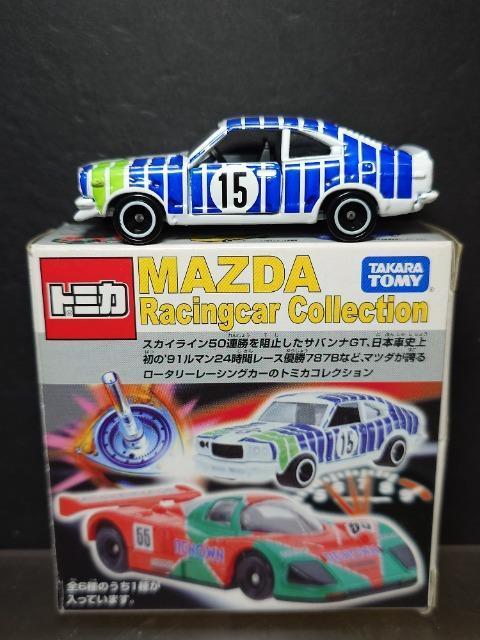 15
トミカ
MAZDA
Racingcar Collection
TAKARA
TOMY
スカイライン50連勝を阻止したサバンナGT、日本車史上
初の'91ルマン24時間レース優勝787Bなど、マツダが誇る
ロータリーレーシングカーのトミカコレクション
15
55
全6種のうち1種が
入っています。